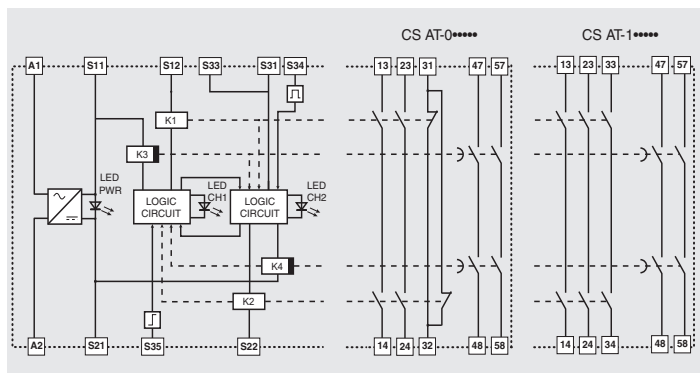 CS AT-0•••••
CS AT-1•••••
A1 S11 S12 S33 S31 S34 13 23 31 47 57 13 23 33 47 57
K1
K3
LED
PWR
LOGIC
CIRCUIT
LED
CH1
LOGIC
CIRCUIT
LED
CH2
K4
K2
A2 S21 S35 S22 14 24 32 48 58 14 24 34 48 58